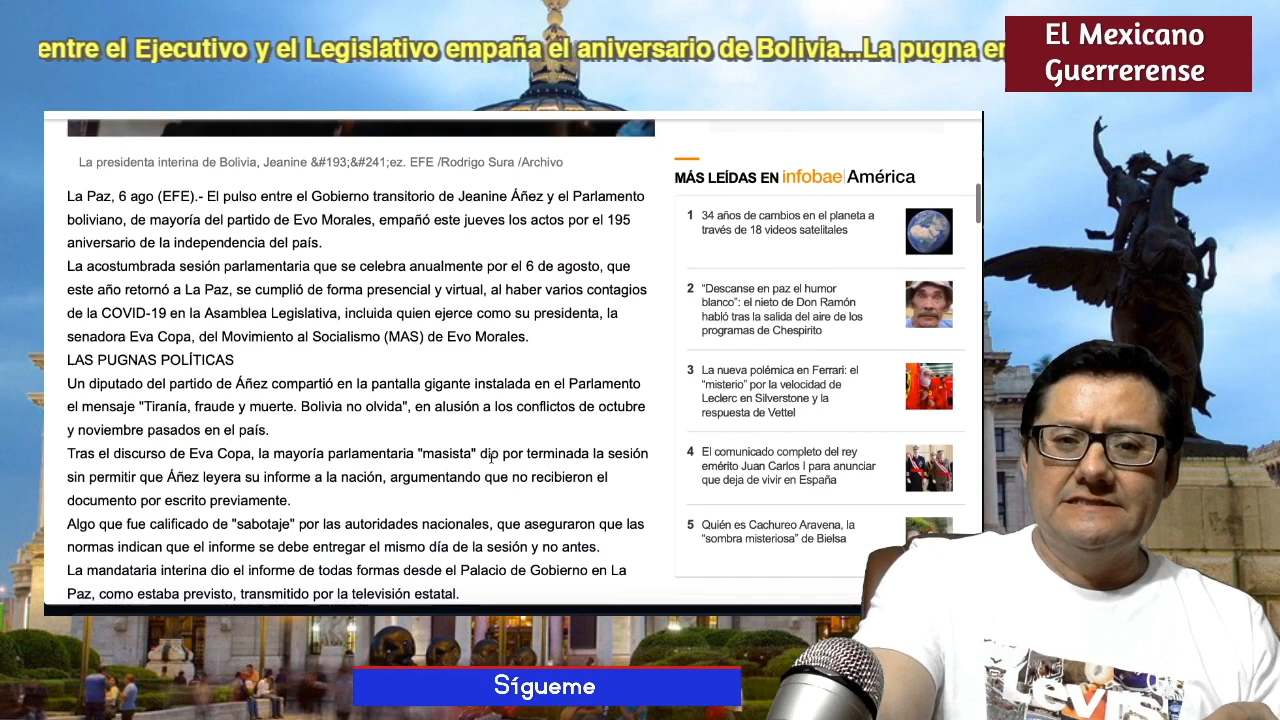 entre el Ejecutivo y el Legislativo empaña el aniversario de Bolivia...La pugna
El Mexicano
Guerrerense
La presidenta interina de Bolivia, Jeanine &#193;&#241;ez. EFE /Rodrigo Sura /Archivo
La Paz, 6 ago (EFE).- El pulso entre el Gobierno transitorio de Jeanine Áñez y el Parlamento
boliviano, de mayoría del partido de Evo Morales, empañó este jueves los actos por el 195
aniversario de la independencia del país.
La acostumbrada sesión parlamentaria que se celebra anualmente por el 6 de agosto, que
este año retornó a La Paz, se cumplió de forma presencial y virtual, al haber varios contagios
de la COVID-19 en la Asamblea Legislativa, incluida quien ejerce como su presidenta, la
senadora Eva Copa, del Movimiento al Socialismo (MAS) de Evo Morales.
LAS PUGNAS POLÍTICAS
Un diputado del partido de Áñez compartió en la pantalla gigante instalada en el Parlamento
el mensaje "Tiranía, fraude y muerte. Bolivia no olvida", en alusión a los conflictos de octubre
y noviembre pasados en el país.
Tras el discurso de Eva Copa, la mayoría parlamentaria "masista" dio por terminada la sesión
sin permitir que Áñez leyera su informe a la nación, argumentando que no recibieron el
documento por escrito previamente.
Algo que fue calificado de "sabotaje" por las autoridades nacionales, que aseguraron que las
normas indican que el informe se debe entregar el mismo día de la sesión y no antes.
La mandataria interina dio el informe de todas formas desde el Palacio de Gobierno en La
Paz, como estaba previsto, transmitido por la televisión estatal.
MÁS LEÍDAS EN infobae América
1 34 años de cambios en el planeta a
través de 18 videos satelitales
2 “Descanse en paz el humor
blanco”: el nieto de Don Ramón
habló tras la salida del aire de los
programas de Chespirito
3 La nueva polémica en Ferrari: el
“misterio” por la velocidad de
Leclerc en Silverstone y la
respuesta de Vettel
4 El comunicado completo del rey
emérito Juan Carlos I para anunciar
que deja de vivir en España
5 Quién es Cachureo Aravena, la
“sombra misteriosa” de Bielsa
Sígueme